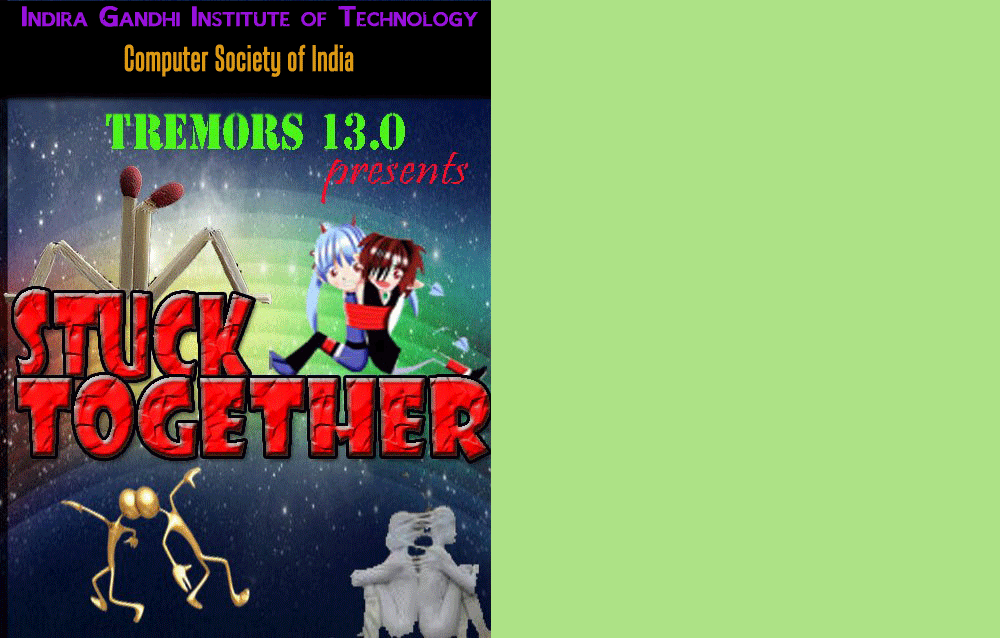 Indira Gandhi Institute of Technology
Computer Society of India
TREMORS 13.0
presents
STUCK
TOGETHER